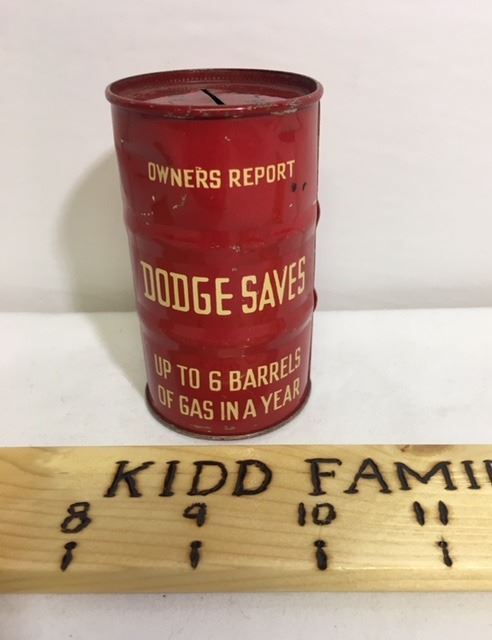 OWNERS REPORT
DODGE SAVES
UP TO 6 BARRELS
OF GAS IN A YEAR
KIDD FAMI
8 9 10 11